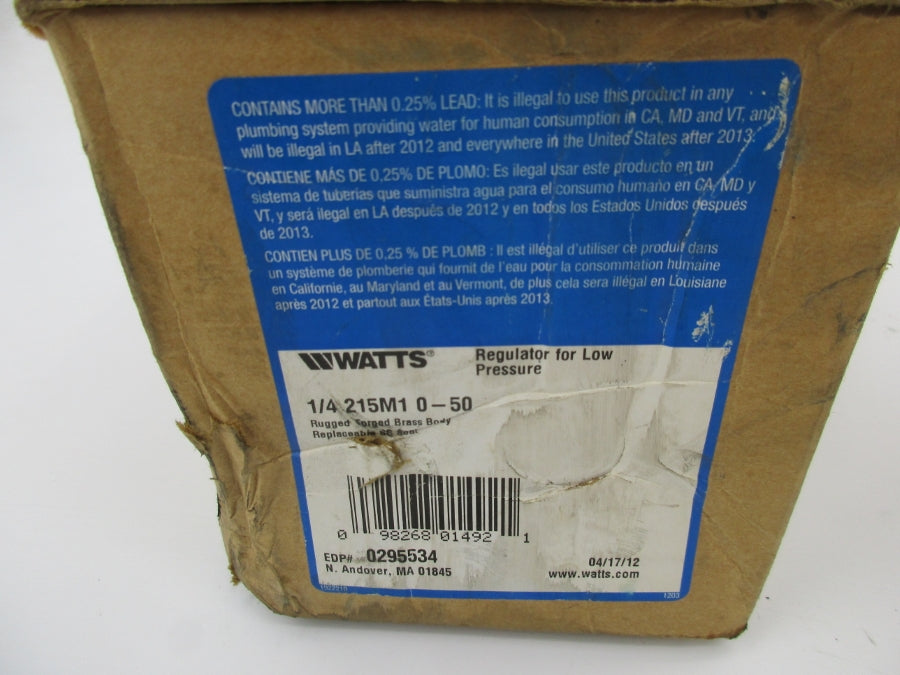 CONTAINS MORE THAN 0.25% LEAD: It is illegal to use this product in any
plumbing system providing water for human consumption in CA, MD and VT, and
will be illegal in LA after 2012 and everywhere in the United States after 2013.
CONTIENE MÁS DE 0,25% DE PLOMO: Es ilegal usar este producto en un
sistema de tuberias que suministra agua para el consumo humano en CA, MD y
VT, y será ilegal en LA después de 2012 y en todos los Estados Unidos después
de 2013.
CONTIEN PLUS DE 0,25 % DE PLOMB : Il est illégal d'utiliser ce produit dans
un système de plomberie qui fournit de l'eau pour la consommation humaine
en Californie, au Maryland et au Vermont, de plus cela sera illégal en Louisiane
après 2012 et partout aux États-Unis après 2013.
WATTS® Regulator for Low
Pressure
1/4 215M1 0-50
Rugged Forged Brass Body
Replaceable
0 98268 01492 1
EDP# 0295534
N. Andover, MA 01845
04/17/12
www.watts.com
1203